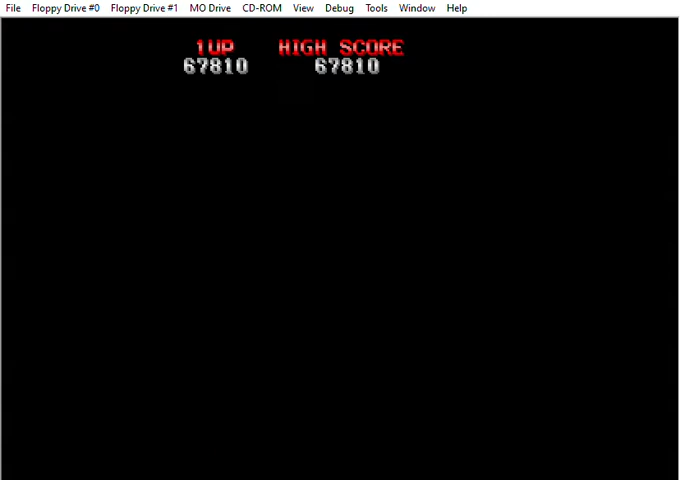 File Floppy Drive #0 Floppy Drive #1 MO Drive CD-ROM View Debug Tools Window Help
1UP HIGH SCORE
67810 67810